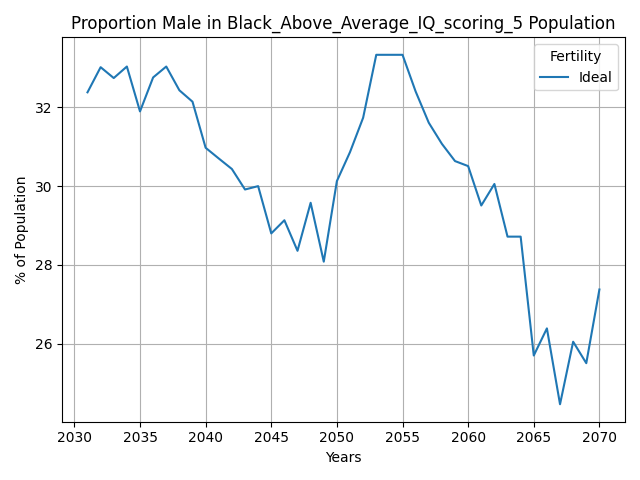 Proportion Male in Black_Above_Average_IQ_scoring_5 Population
Fertility
Ideal
32
30
28
26
% of Population
2030 2035 2040 2045 2050 2055 2060 2065 2070
Years